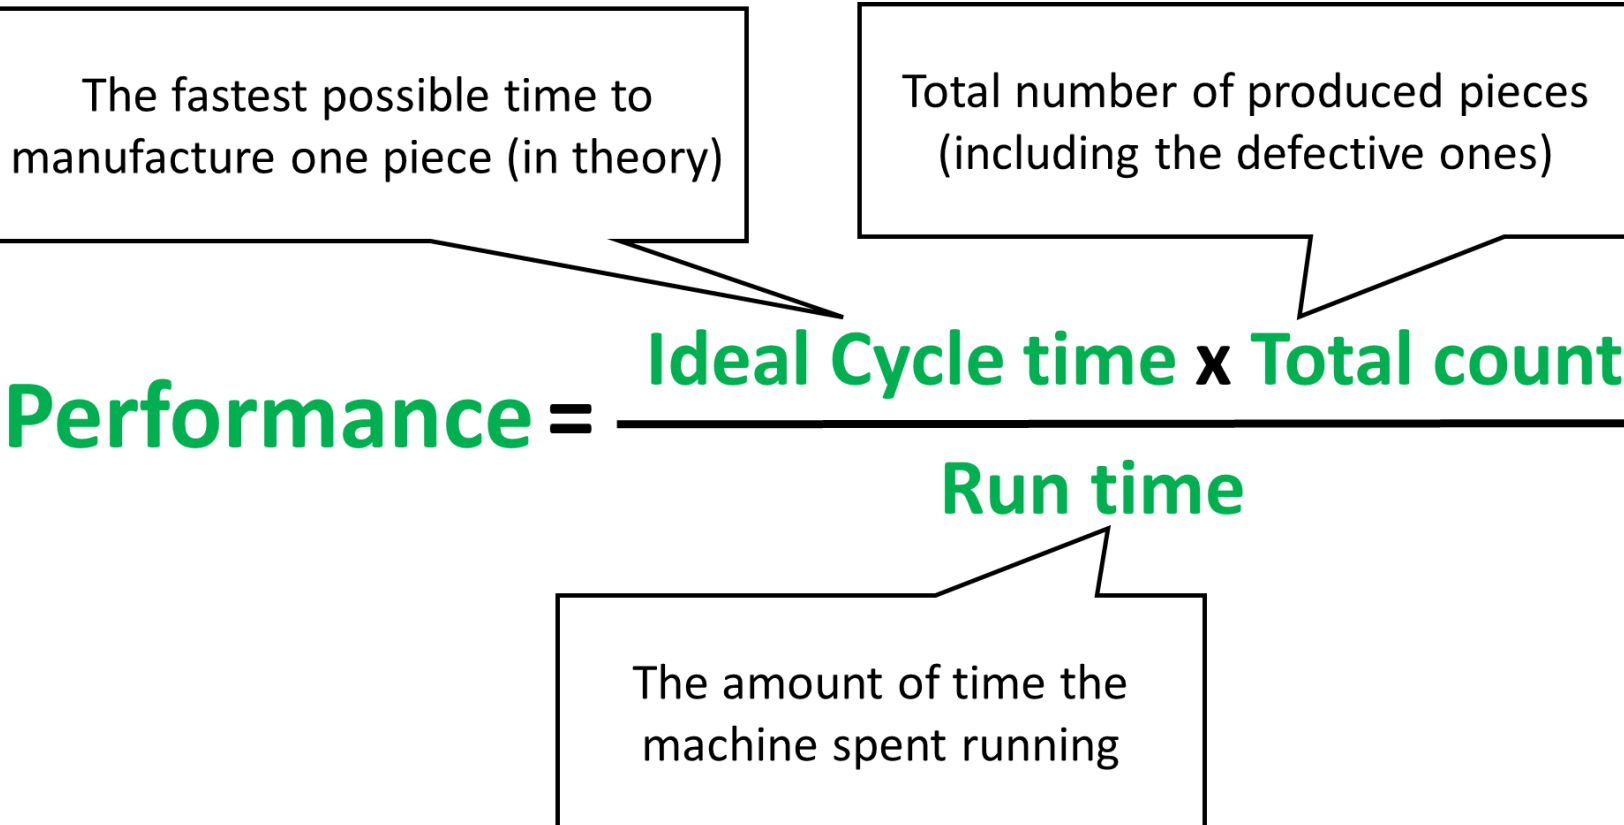 The fastest possible time to
manufacture one piece (in theory)
Total number of produced pieces
(including the defective ones)
Performance = Ideal Cycle time x Total count
Run time
The amount of time the
machine spent running